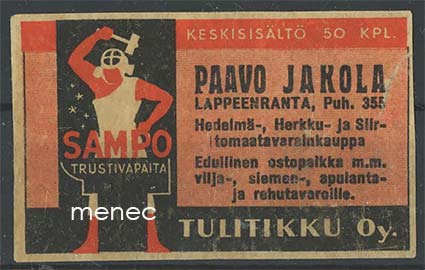 KESKISISÄLTÖ 50 KPL.
PAAVO JAKOLA
LAPPEENRANTA, Puh. 355
Hedelmä-, Herkku- ja Siir-
tomaatavarainkauppa
Edullinen ostopaikka m.m.
vilja-, siemen-, apulanta-
ja rehutavaroille.
SAMPO
TRUSTIVAPAITA
menec
TULITIKKU Oy.